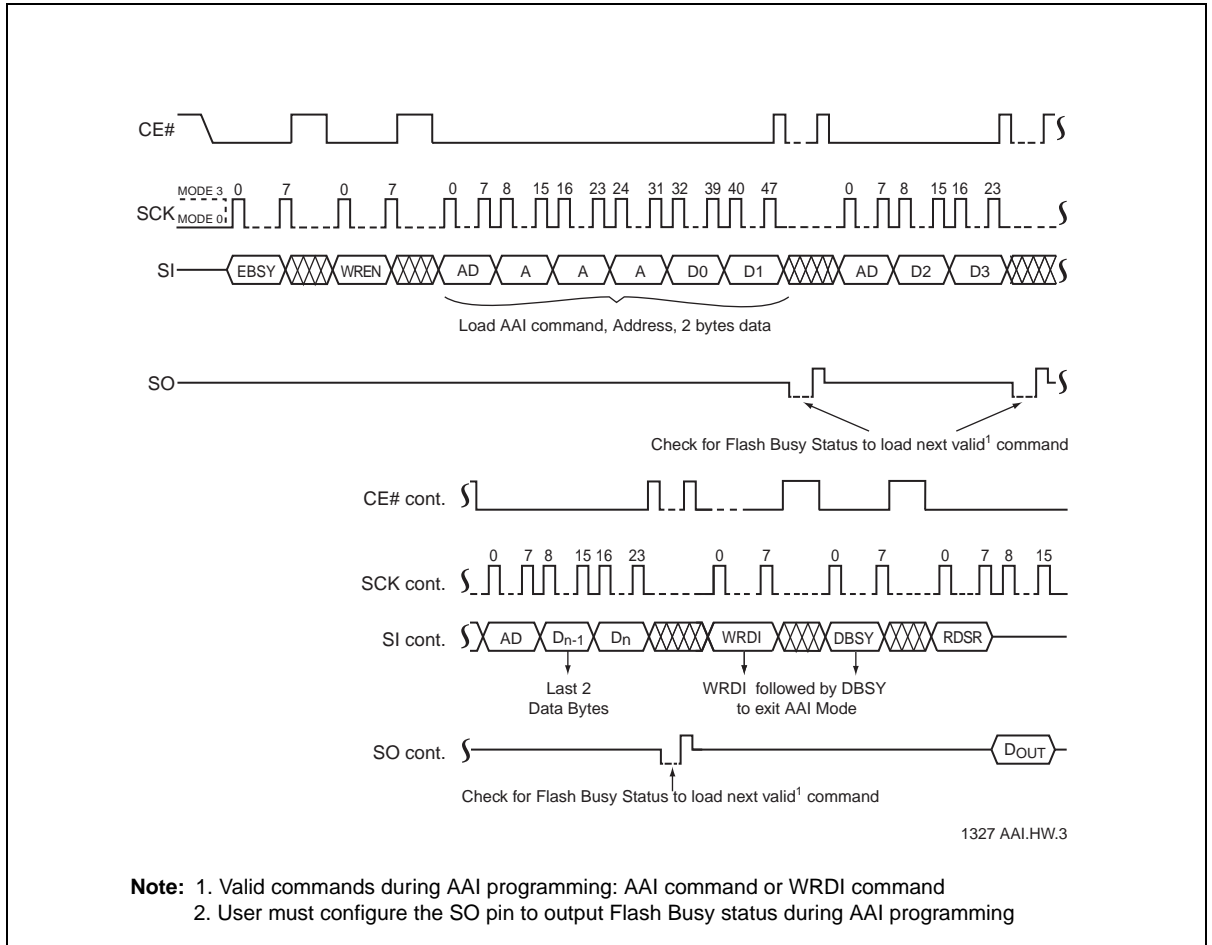 CE#
MODE 3 0 7 0 7 0 7 8 15 16 23 24 31 32 39 40 47 0 7 8 15 16 23
SCK MODE 0
SI EBSY WREN AD A A A D0 D1 AD D2 D3
Load AAI command, Address, 2 bytes data
SO
Check for Flash Busy Status to load next valid1 command
CE# cont.
0 7 8 15 16 23 0 7 0 7 0 7 8 15
SCK cont.
SI cont. AD Dn-1 Dn WRDI DBSY RDSR
Last 2 WRDI followed by DBSY
Data Bytes to exit AAI Mode
SO cont. DOUT
Check for Flash Busy Status to load next valid1 command
1327 AAI.HW.3
Note: 1. Valid commands during AAI programming: AAI command or WRDI command
2. User must configure the SO pin to output Flash Busy status during AAI programming